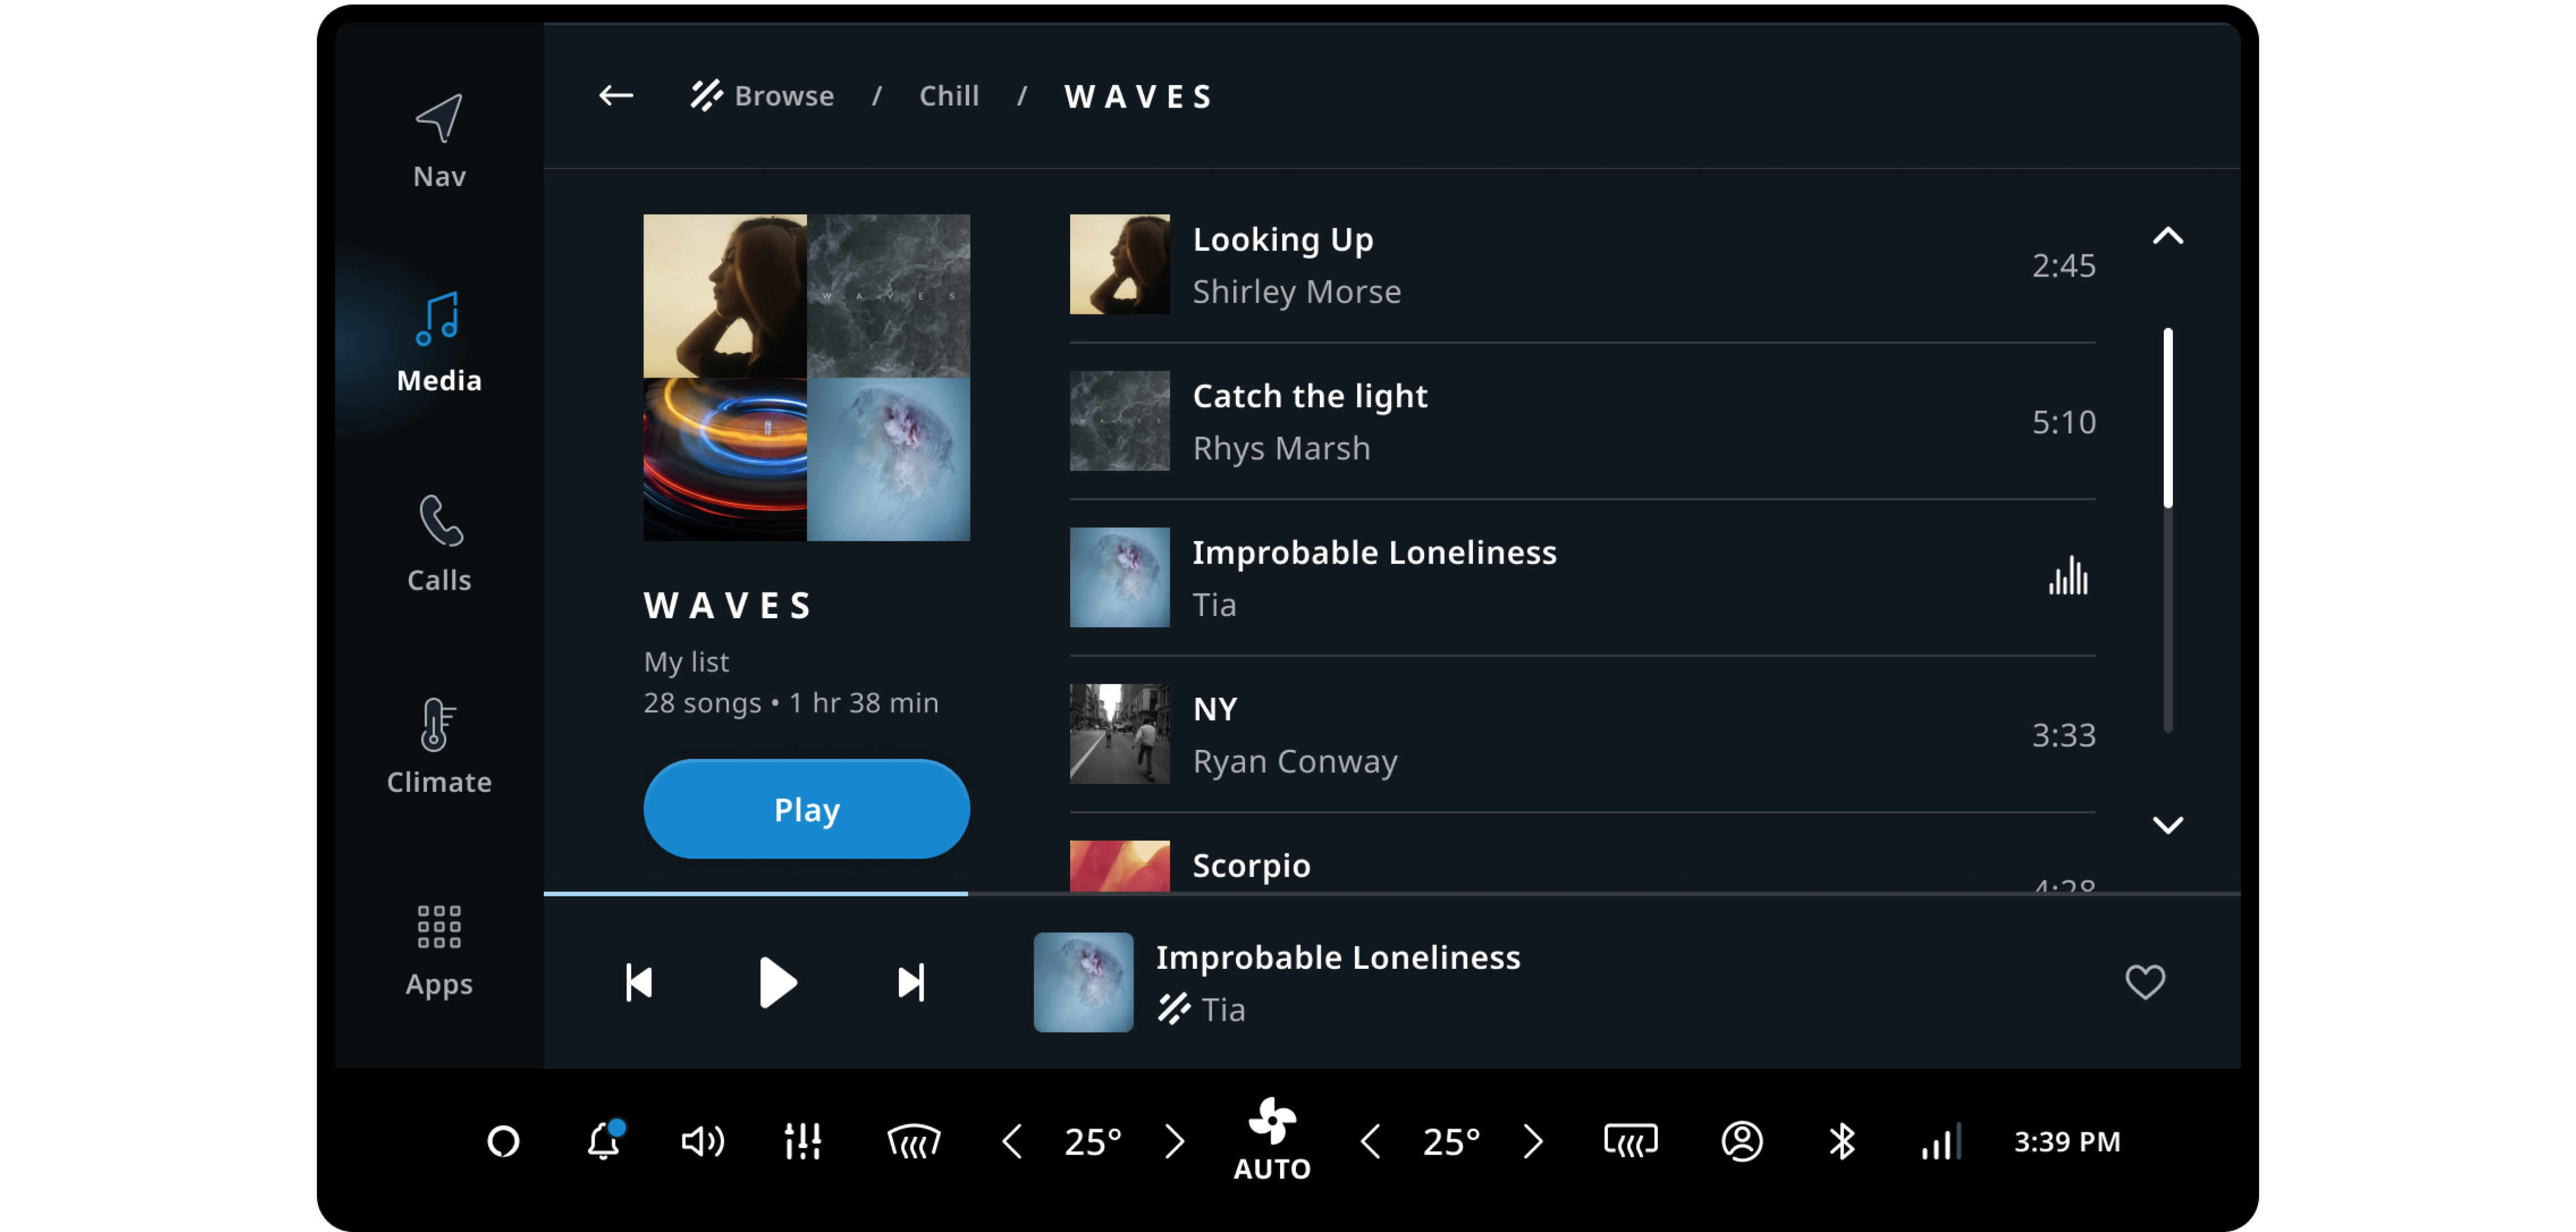 Nav
Media
Calls
Climate
Apps
Browse / Chill / WAVES
W A V E S
WAVES
My list
28 songs • 1 hr 38 min
Play
Looking Up
Shirley Morse
2:45
Catch the light
Rhys Marsh
5:10
Improbable Loneliness
Tia
NY
Ryan Conway
3:33
Scorpio
4:28
Improbable Loneliness
Tia
25°
AUTO
25°
3:39 PM